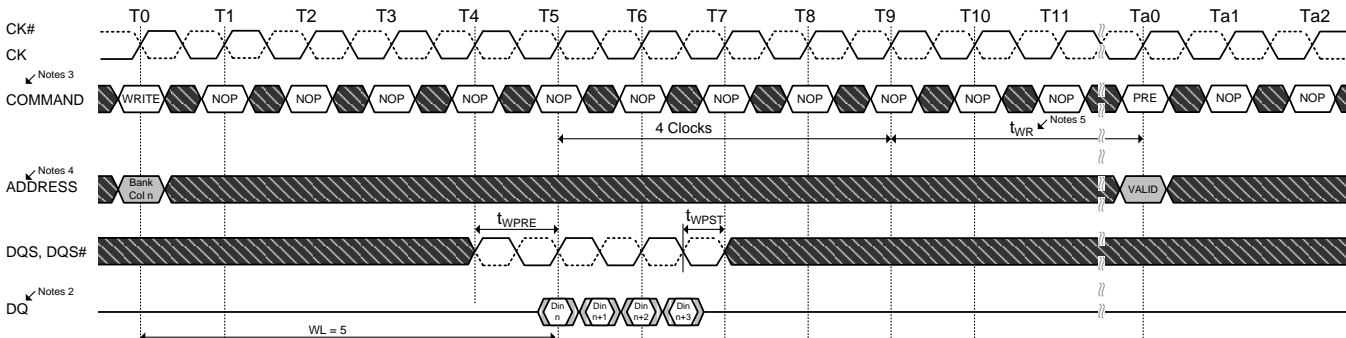 T0 T1 T2 T3 T4 T5 T6 T7 T8 T9 T10 T11 Ta0 Ta1 Ta2
CK#
CK
Notes 3
COMMAND WRITE NOP NOP NOP NOP NOP NOP NOP NOP NOP NOP NOP PRE NOP NOP
4 Clocks tWR Notes 5
Notes 4
ADDRESS Bank Col n VALID
tWPRE tWPST
DQS, DQS#
Notes 2
DQ Din n Din n+1 Din n+2 Din n+3
WL = 5